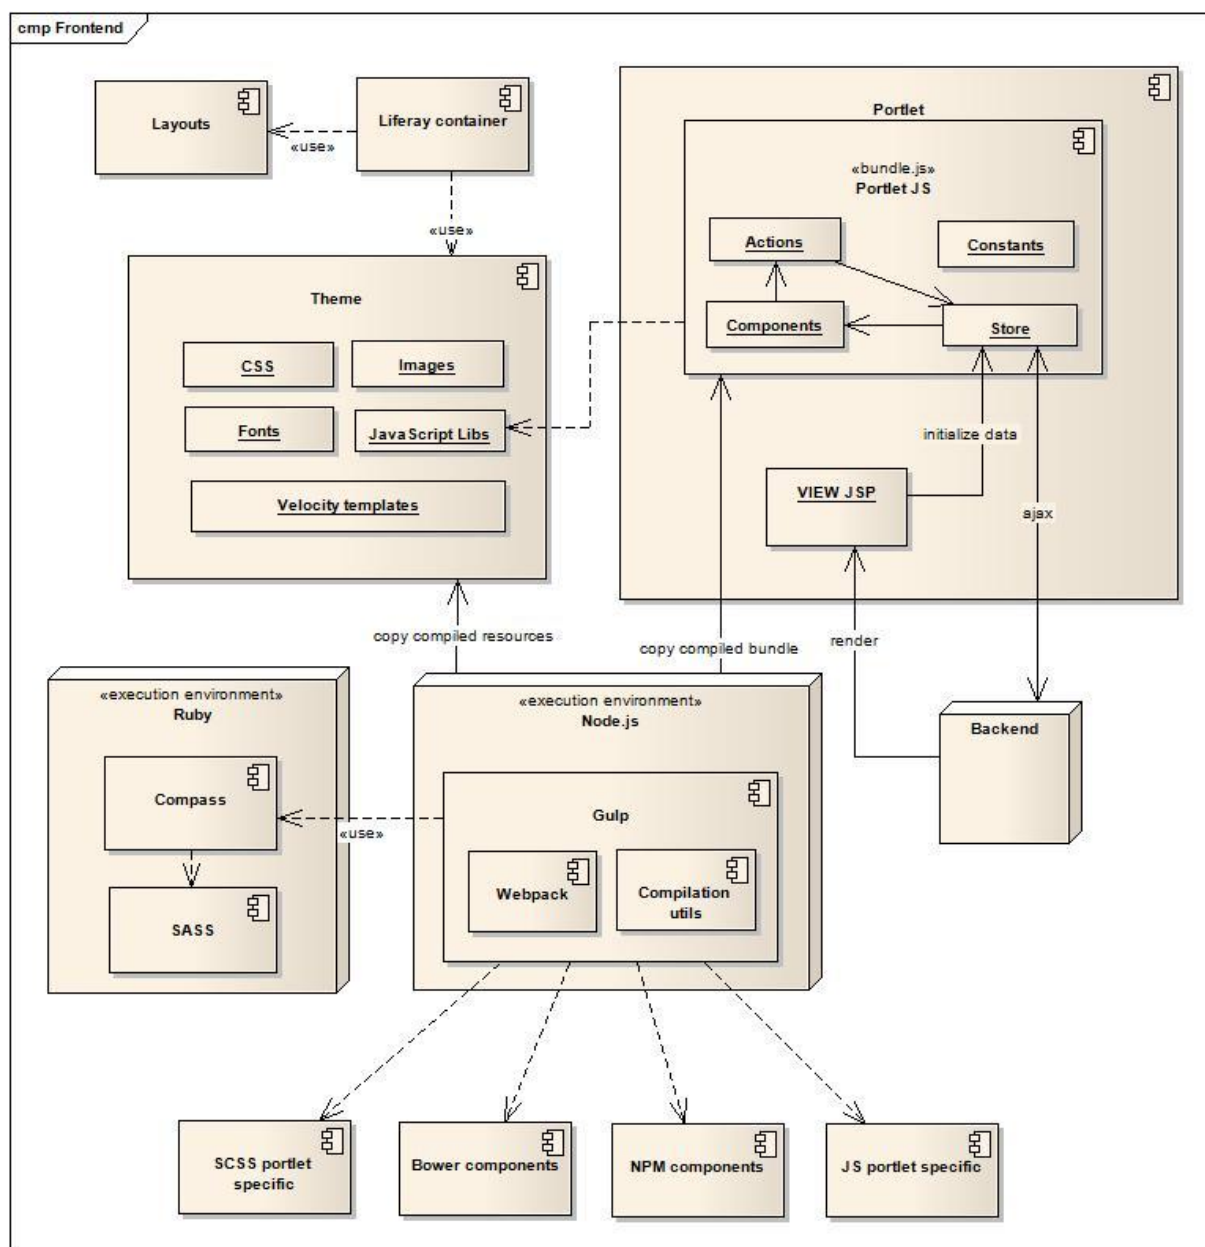 cmp Frontend
Layouts
«use»
Liferay container
«use»
Theme
CSS
Images
Fonts
JavaScript Libs
Velocity templates
Portlet
«bundle.js»
Portlet JS
Actions
Constants
Components
Store
initialize data
VIEW JSP
ajax
copy compiled resources
copy compiled bundle
render
«execution environment»
Ruby
Compass
SASS
«use»
«execution environment»
Node.js
Gulp
Webpack
Compilation
utils
Backend
SCSS portlet
specific
Bower components
NPM components
JS portlet specific